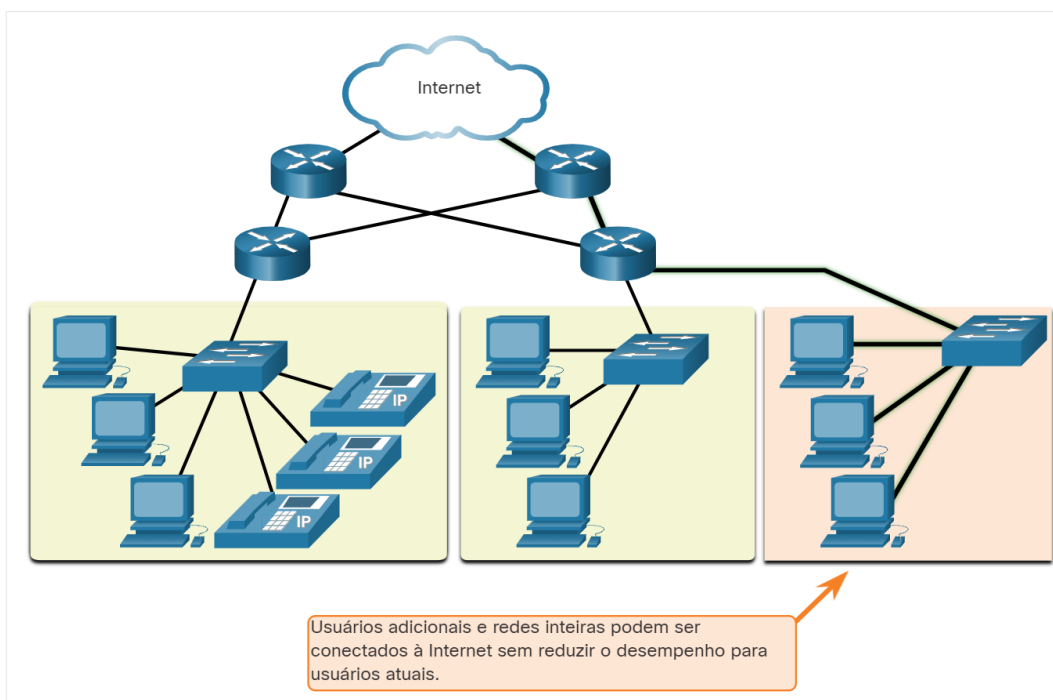 Internet
IP
IP
IP
Usuários adicionais e redes inteiras podem ser
conectados à Internet sem reduzir o desempenho para
usuários atuais.